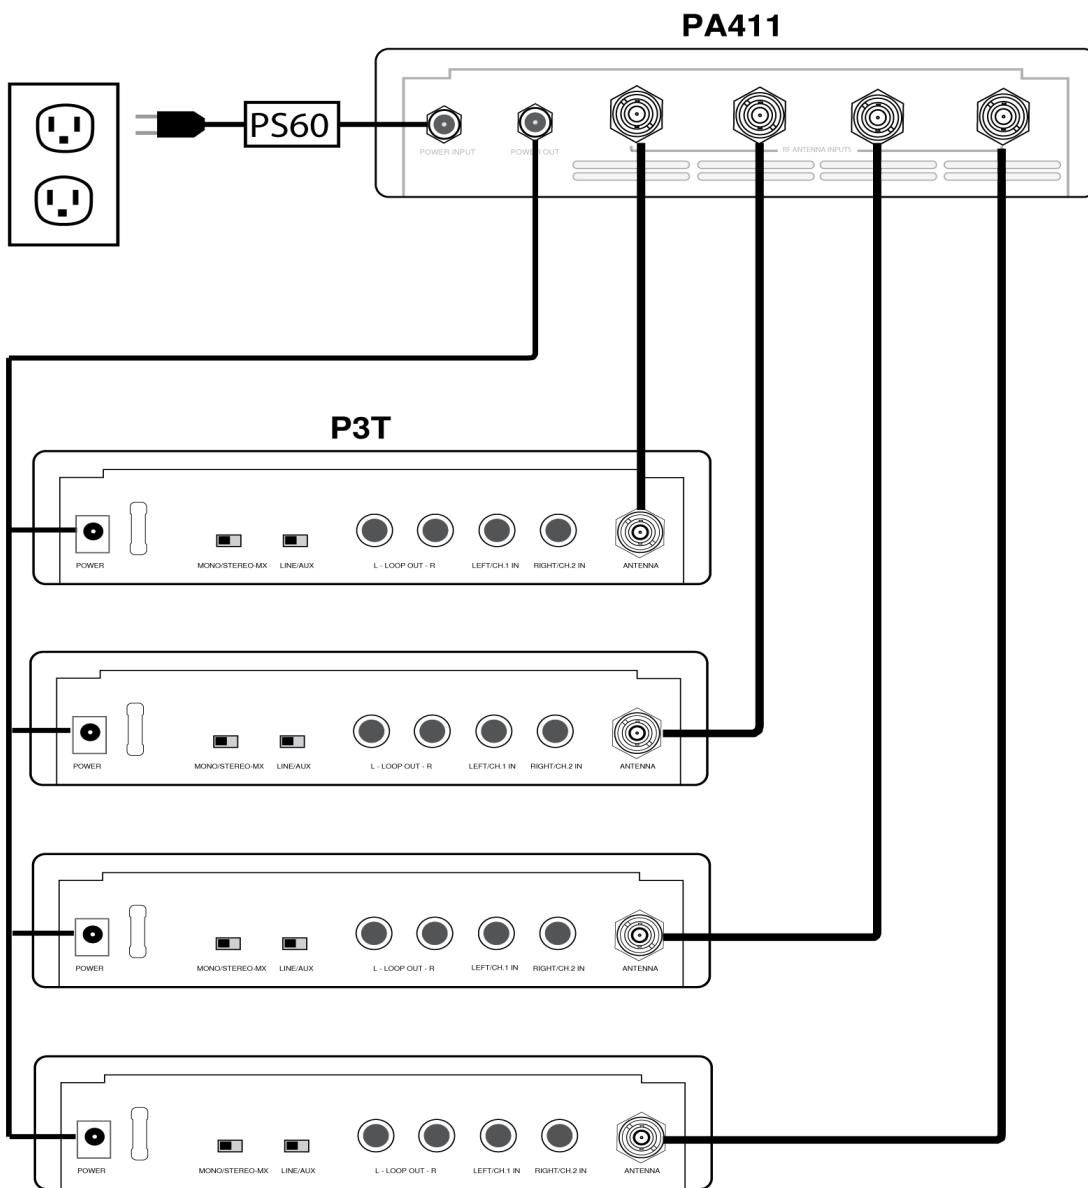 PA411
PS60
POWER INPUT
POWER OUT
RF ANTENNA INPUTS
P3T
POWER
MONO/STEREO-MX
LINE/AUX
L - LOOP OUT - R
LEFT/CH.1 IN
RIGHT/CH.2 IN
ANTENNA
POWER
MONO/STEREO-MX
LINE/AUX
L - LOOP OUT - R
LEFT/CH.1 IN
RIGHT/CH.2 IN
ANTENNA
POWER
MONO/STEREO-MX
LINE/AUX
L - LOOP OUT - R
LEFT/CH.1 IN
RIGHT/CH.2 IN
ANTENNA
POWER
MONO/STEREO-MX
LINE/AUX
L - LOOP OUT - R
LEFT/CH.1 IN
RIGHT/CH.2 IN
ANTENNA